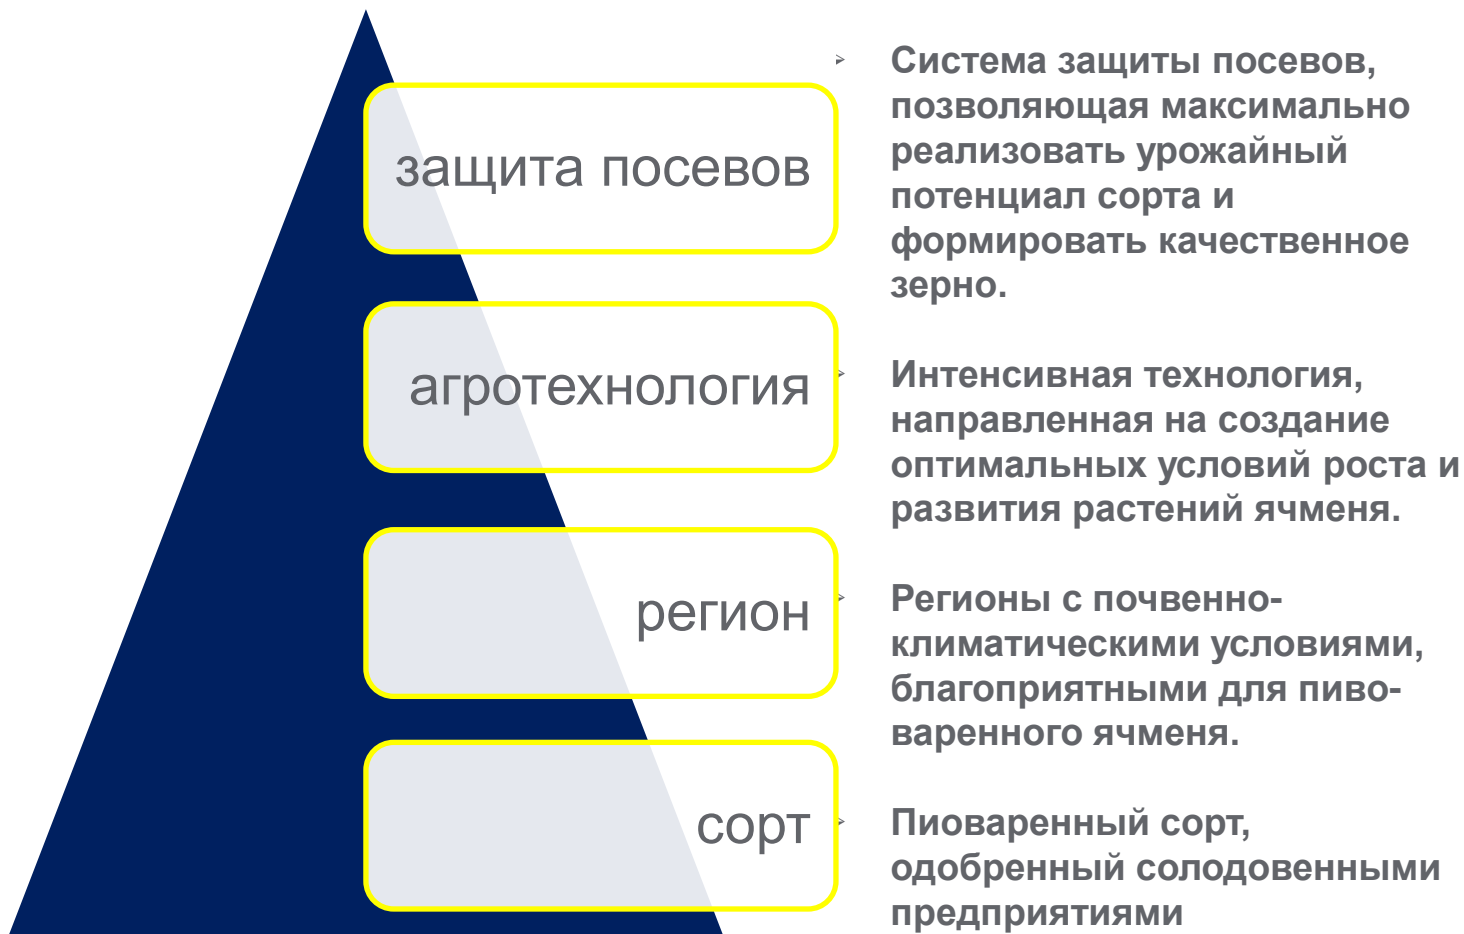 защита посевов
агротехнология
регион
сорт
Система защиты посевов,
позволяющая максимально
реализовать урожайный
потенциал сорта и
формировать качественное
зерно.
Интенсивная технология,
направленная на создание
оптимальных условий роста и
развития растений ячменя.
Регионы с почвенно-
климатическими условиями,
благоприятными для пиво-
варенного ячменя.
Пиоваренный сорт,
одобренный солодовенными
предприятиями